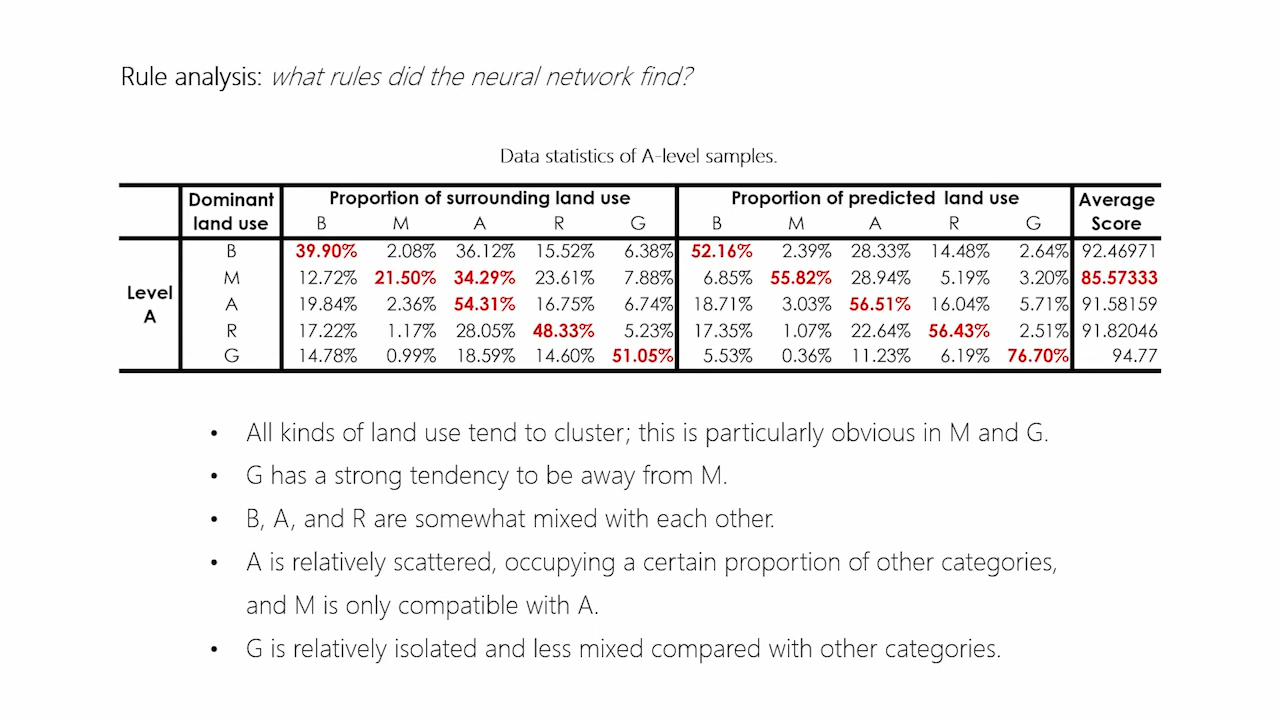 Rule analysis: what rules did the neural network find?
Data statistics of A-level samples.
Dominant land use Proportion of surrounding land use Proportion of predicted land use Average Score
B M A R G B M A R G
Level A
B 39.90% 2.08% 36.12% 15.52% 6.38% 52.16% 2.39% 28.33% 14.48% 2.64% 92.46971
M 12.72% 21.50% 34.29% 23.61% 7.88% 6.85% 55.82% 28.94% 5.19% 3.20% 85.57333
A 19.84% 2.36% 54.31% 16.75% 6.74% 18.71% 3.03% 56.51% 16.04% 5.71% 91.58159
R 17.22% 1.17% 28.05% 48.33% 5.23% 17.35% 1.07% 22.64% 56.43% 2.51% 91.82046
G 14.78% 0.99% 18.59% 14.60% 51.05% 5.53% 0.36% 11.23% 6.19% 76.70% 94.77
• All kinds of land use tend to cluster; this is particularly obvious in M and G.
• G has a strong tendency to be away from M.
• B, A, and R are somewhat mixed with each other.
• A is relatively scattered, occupying a certain proportion of other categories,
and M is only compatible with A.
• G is relatively isolated and less mixed compared with other categories.